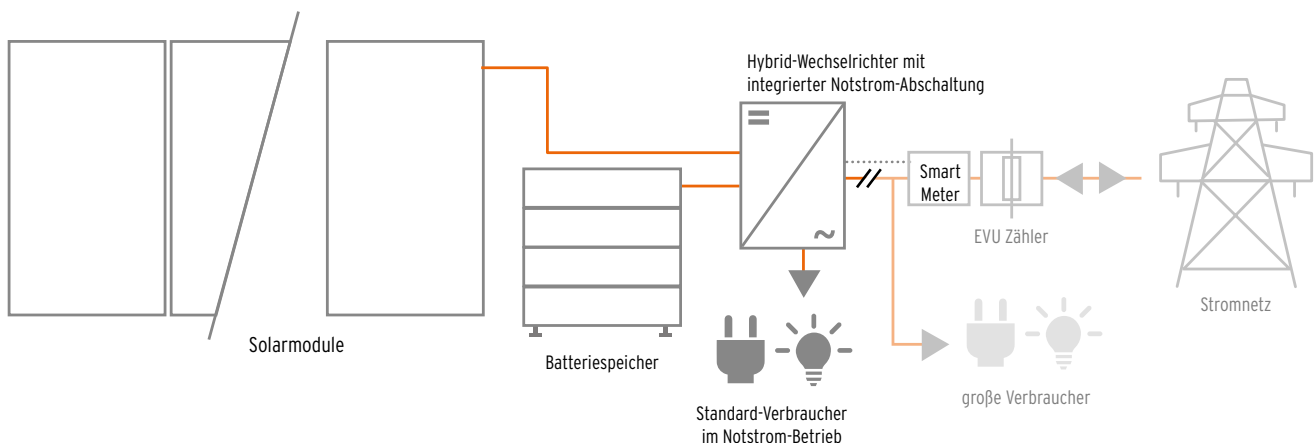 Hybrid-Wechselrichter mit
integrierter Notstrom-Abschaltung
Smart
Meter
EVU Zähler
Stromnetz
Solarmodule
Batteriespeicher
große Verbraucher
Standard-Verbraucher
im Notstrom-Betrieb